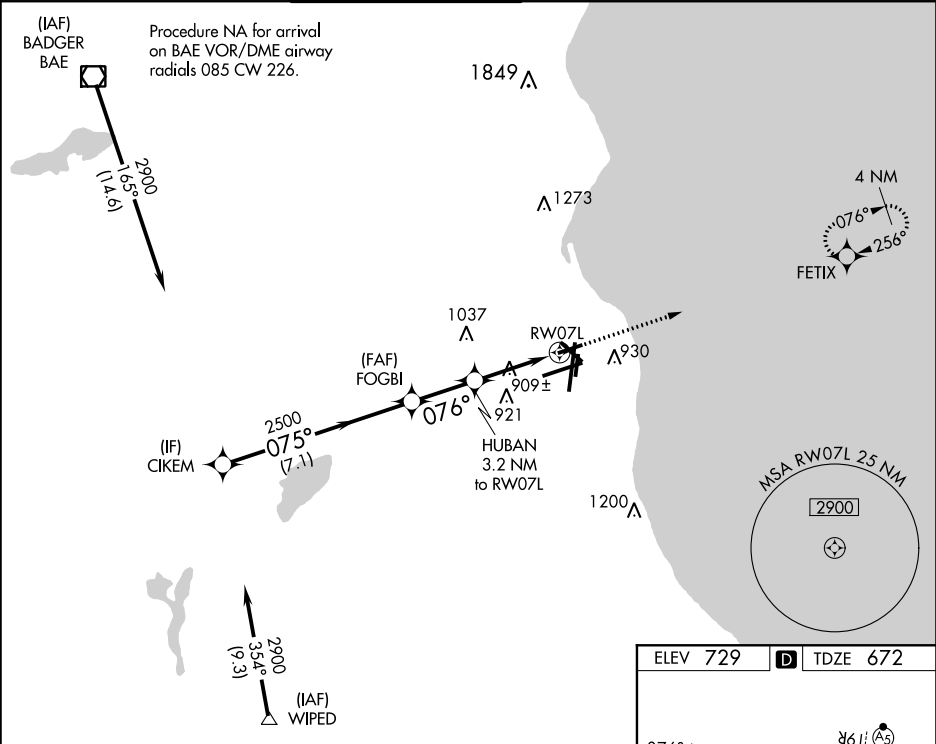 (IAF)
BADGER
BAE
Procedure NA for arrival
on BAE VOR/DME airway
radials 085 CW 226.
1849
2900
165°
(14.6)
1273
4 NM
076°
256°
FETIX
1037
RW07L
(FAF)
FOGBI
930
909±
076°
921
2500
075°
(7.1)
(IF)
CIKEM
HUBAN
3.2 NM
to RW07L
MSA RW07L 25 NM
2900
1200
2900
354°
(9.3)
(IAF)
WIPED
ELEV 729
D
TDZE 672
19R
A5